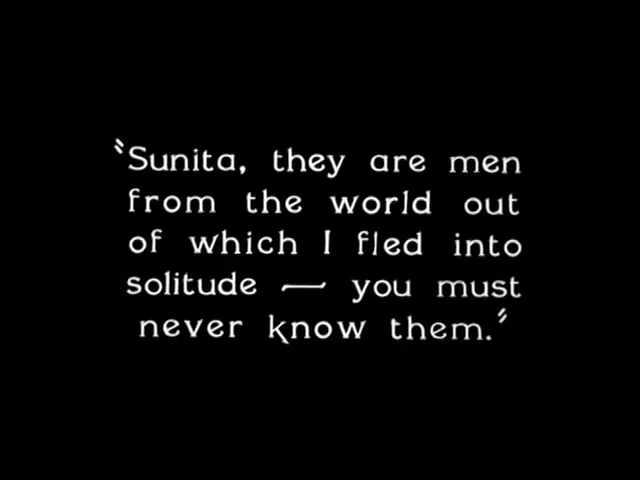 "Sunita, they are men
from the world out
of which I fled into
solitude — you must
never know them."